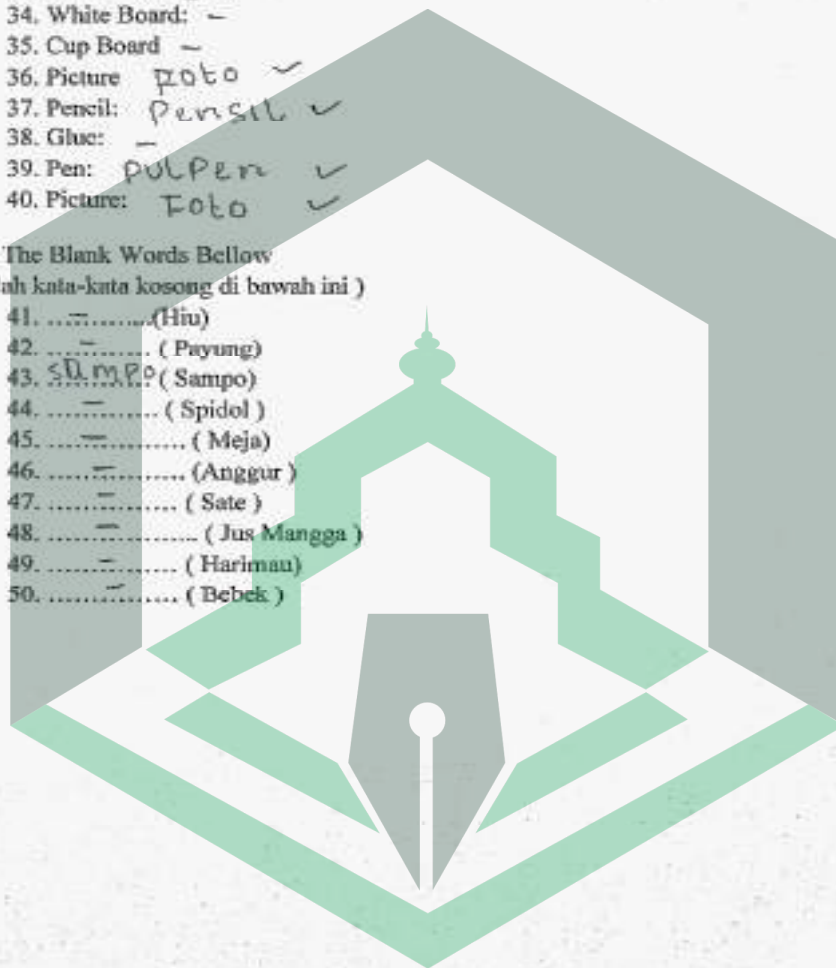 34. White Board: –
35. Cup Board –
36. Picture Foto ✓
37. Pencil: Pensil ✓
38. Glue: –
39. Pen: Pulpen ✓
40. Picture: Foto ✓
The Blank Words Bellow
ah kata-kata kosong di bawah ini )
41. ....–..........(Hiu)
42. .....–......... ( Payung)
43. sampo ( Sampo)
44. .....–......... ( Spidol )
45. .....–............ ( Meja)
46. ......–........... (Anggur )
47. .......–.......... ( Sate )
48. .......–............ ( Jus Mangga )
49. .......–.......... ( Harimau)
50. ........–......... ( Bebek )